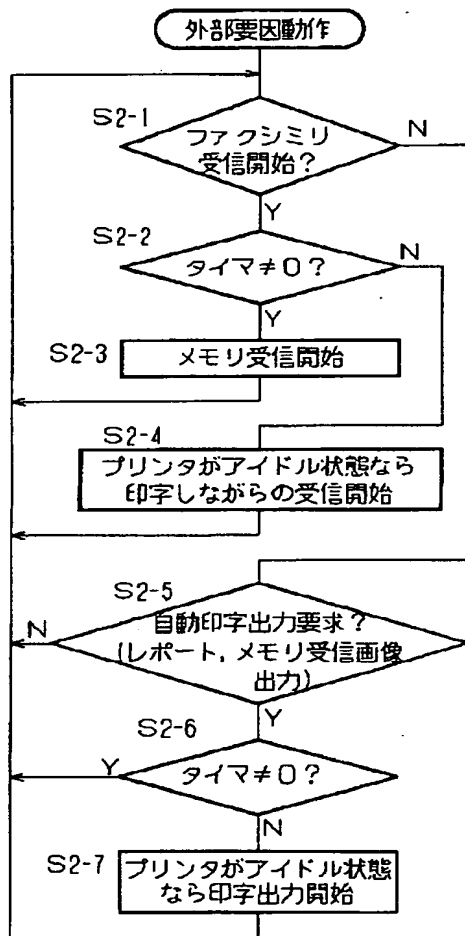 外部要因動作
S2-1
ファクシミリ
受信開始?
N
Y
S2-2
タイマ≠0?
N
Y
S2-3
メモリ受信開始
S2-4
プリンタがアイドル状態なら
印字しながらの受信開始
S2-5
N
自動印字出力要求?
(レポート,メモリ受信画像
出力)
Y
S2-6
Y
タイマ≠0?
N
S2-7
プリンタがアイドル状態
なら印字出力開始